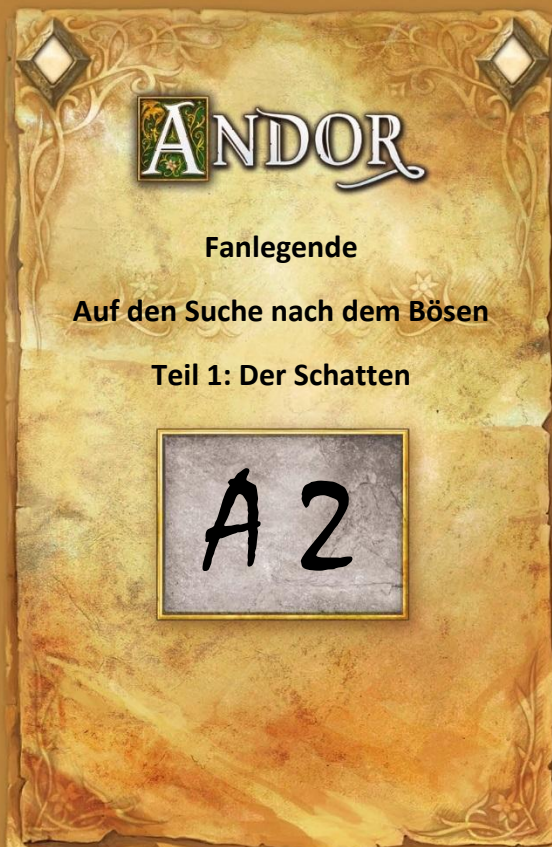 ANDOR
Fanlegende
Auf den Suche nach dem Bösen
Teil 1: Der Schatten
A 2